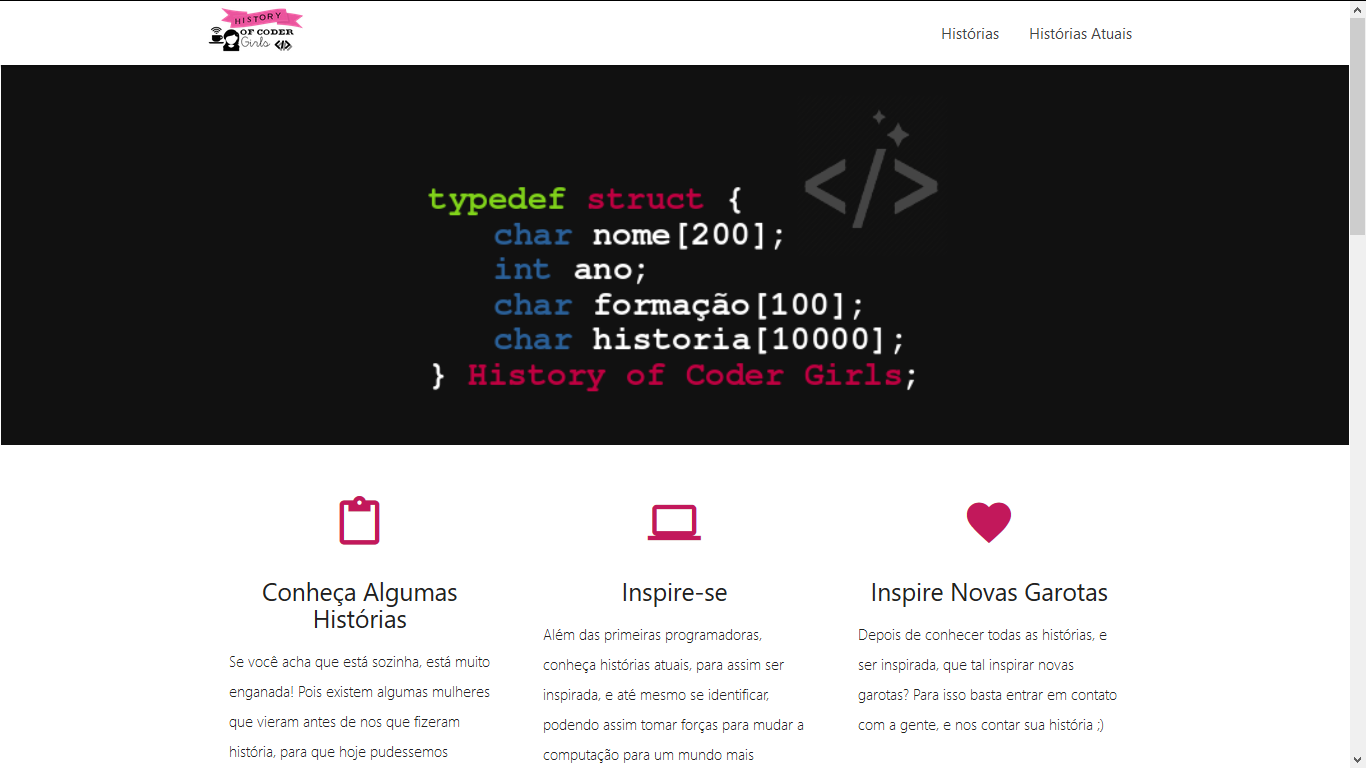 HISTORY
OF CODER
Girls </>
Histórias
Histórias Atuais
</>
typedef struct {
char nome[200];
int ano;
char formação[100];
char historia[10000];
} History of Coder Girls;
Conheça Algumas
Histórias
Se você acha que está sozinha, está muito
enganada! Pois existem algumas mulheres
que vieram antes de nos que fizeram
história, para que hoje pudessemos
Inspire-se
Além das primeiras programadoras,
conheça histórias atuais, para assim ser
inspirada, e até mesmo se identificar,
podendo assim tomar forças para mudar a
computação para um mundo mais
Inspire Novas Garotas
Depois de conhecer todas as histórias, e
ser inspirada, que tal inspirar novas
garotas? Para isso basta entrar em contato
com a gente, e nos contar sua história ;)